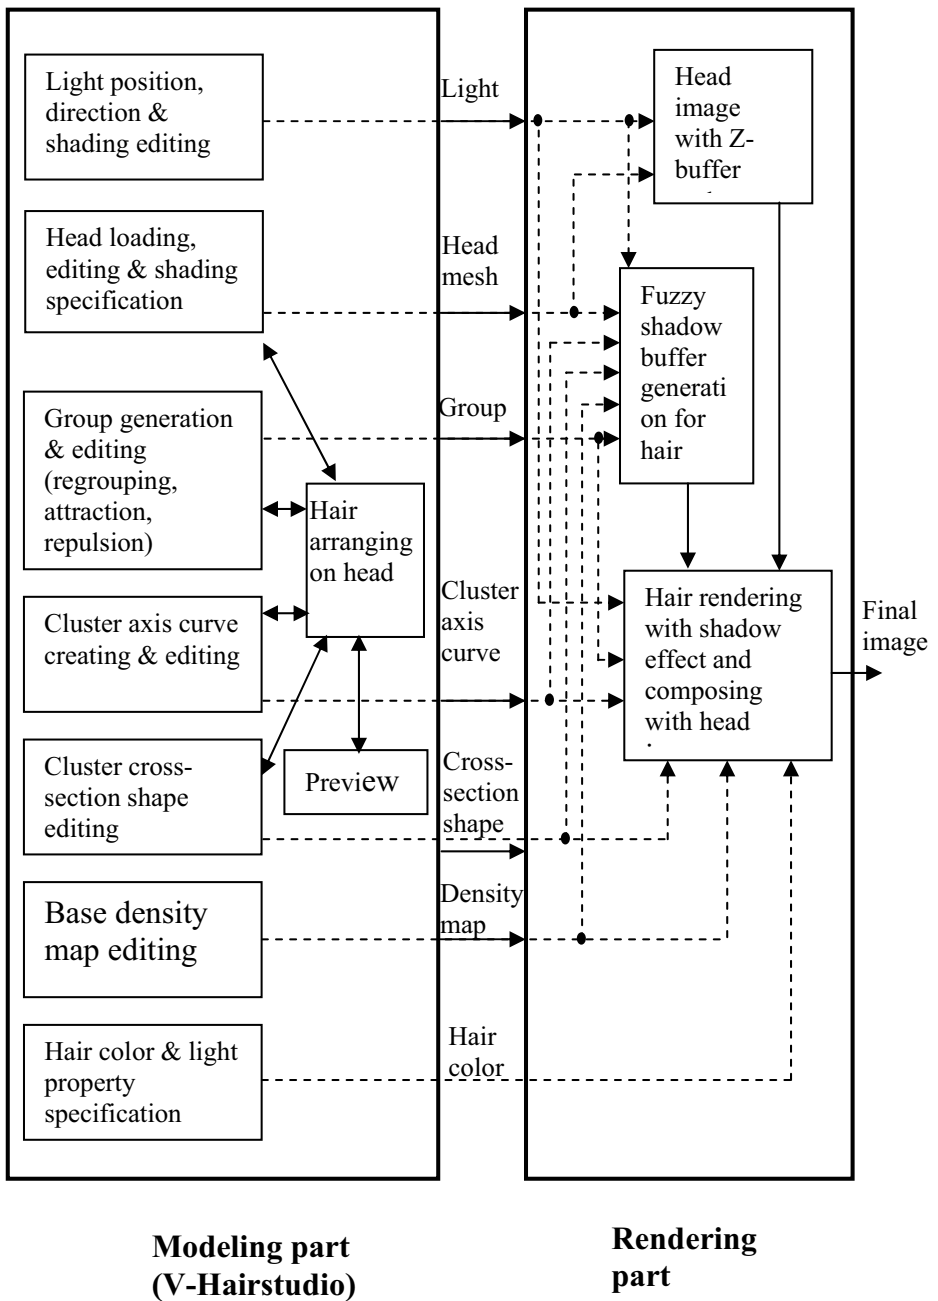 Light position,
direction &
shading editing
Head loading,
editing & shading
specification
Group generation
& editing
(regrouping,
attraction,
repulsion)
Hair
arranging
on head
Cluster axis curve
creating & editing
Cluster cross-
section shape
editing
Preview
Base density
map editing
Hair color & light
property
specification
Light
Head
mesh
Group
Cluster
axis
curve
Cross-
section
shape
Density
map
Hair
color
Head
image
with Z-
buffer
Fuzzy
shadow
buffer
generati
on for
hair
Hair rendering
with shadow
effect and
composing
with head
Final
image
Modeling part
(V-Hairstudio)
Rendering
part